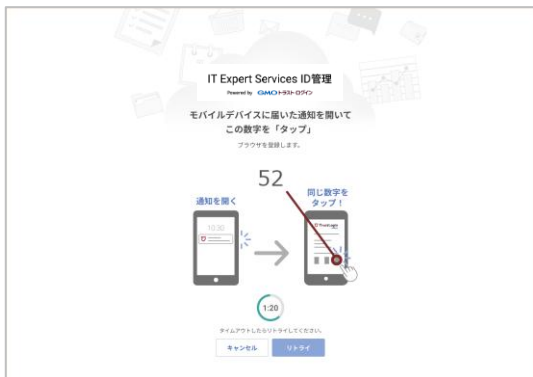 IT Expert Services ID管理
Powered by GMOトラスト・ログイン
モバイルデバイスに届いた通知を開いて
この数字を「タップ」
ブラウザを登録します。
52
通知を開く
同じ数字を
タップ！
10:30
TrustLogin
1:20
タイムアウトしたらリトライしてください。
キャンセル
リトライ